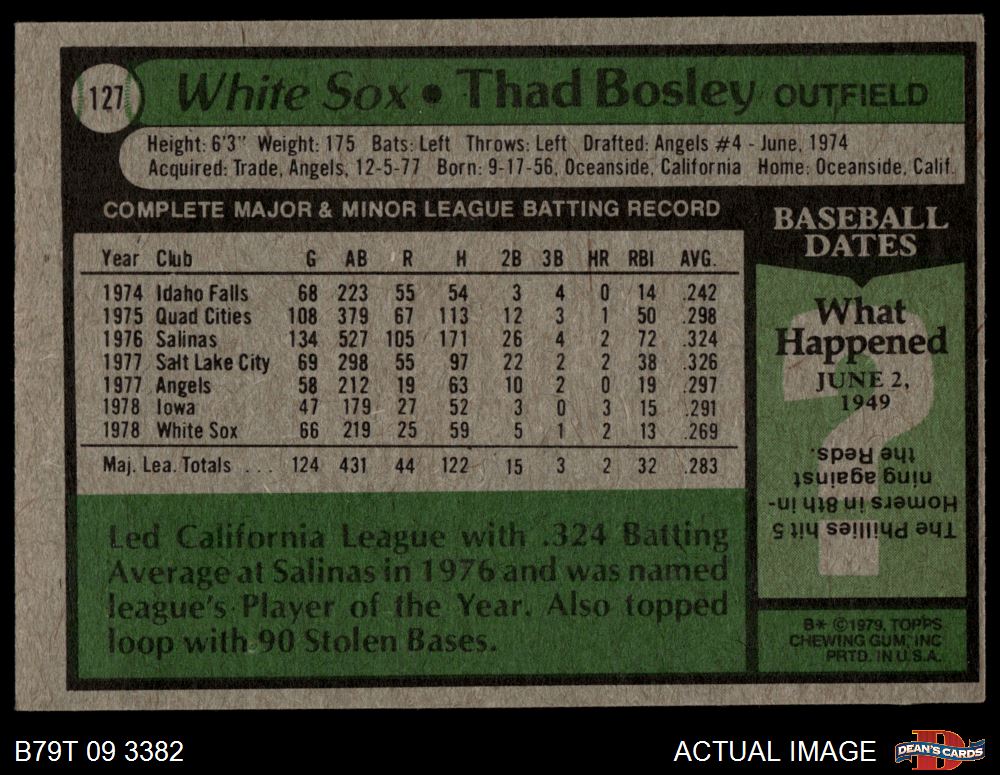 127
White Sox • Thad Bosley OUTFIELD
Height: 6'3" Weight: 175 Bats: Left Throws: Left Drafted: Angels #4 - June, 1974
Acquired: Trade, Angels, 12-5-77 Born: 9-17-56, Oceanside, California Home: Oceanside, Calif.
COMPLETE MAJOR & MINOR LEAGUE BATTING RECORD
Year Club G AB R H 2B 3B HR RBI AVG.
1974 Idaho Falls 68 223 55 54 3 4 0 14 .242
1975 Quad Cities 108 379 67 113 12 3 1 50 .298
1976 Salinas 134 527 105 171 26 4 2 72 .324
1977 Salt Lake City 69 298 55 97 22 2 2 38 .326
1977 Angels 58 212 19 63 10 2 0 19 .297
1978 Iowa 47 179 27 52 3 0 3 15 .291
1978 White Sox 66 219 25 59 5 1 2 13 .269
Maj. Lea. Totals ... 124 431 44 122 15 3 2 32 .283
Led California League with .324 Batting
Average at Salinas in 1976 and was named
league's Player of the Year. Also topped
loop with 90 Stolen Bases.
BASEBALL
DATES
What
Happened
JUNE 2,
1949
?
The Phillies hit 5
Homers in 8th in-
ning against
the Reds.
B* ©1979, TOPPS
CHEWING GUM, INC
PRTD. IN U.S.A.
B79T 09 3382
ACTUAL IMAGE
DEAN'S CARDS